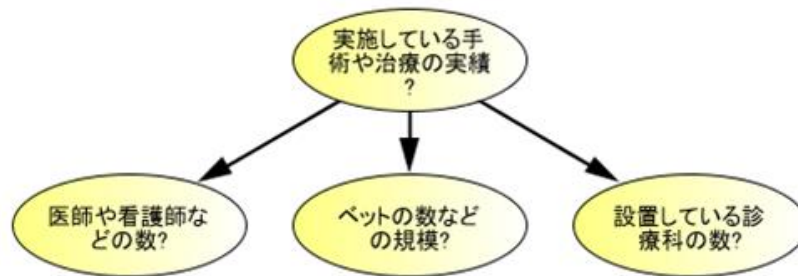 実施している手
術や治療の実績
?
医師や看護師な
どの数?
ベットの数など
の規模?
設置している診
療科の数?